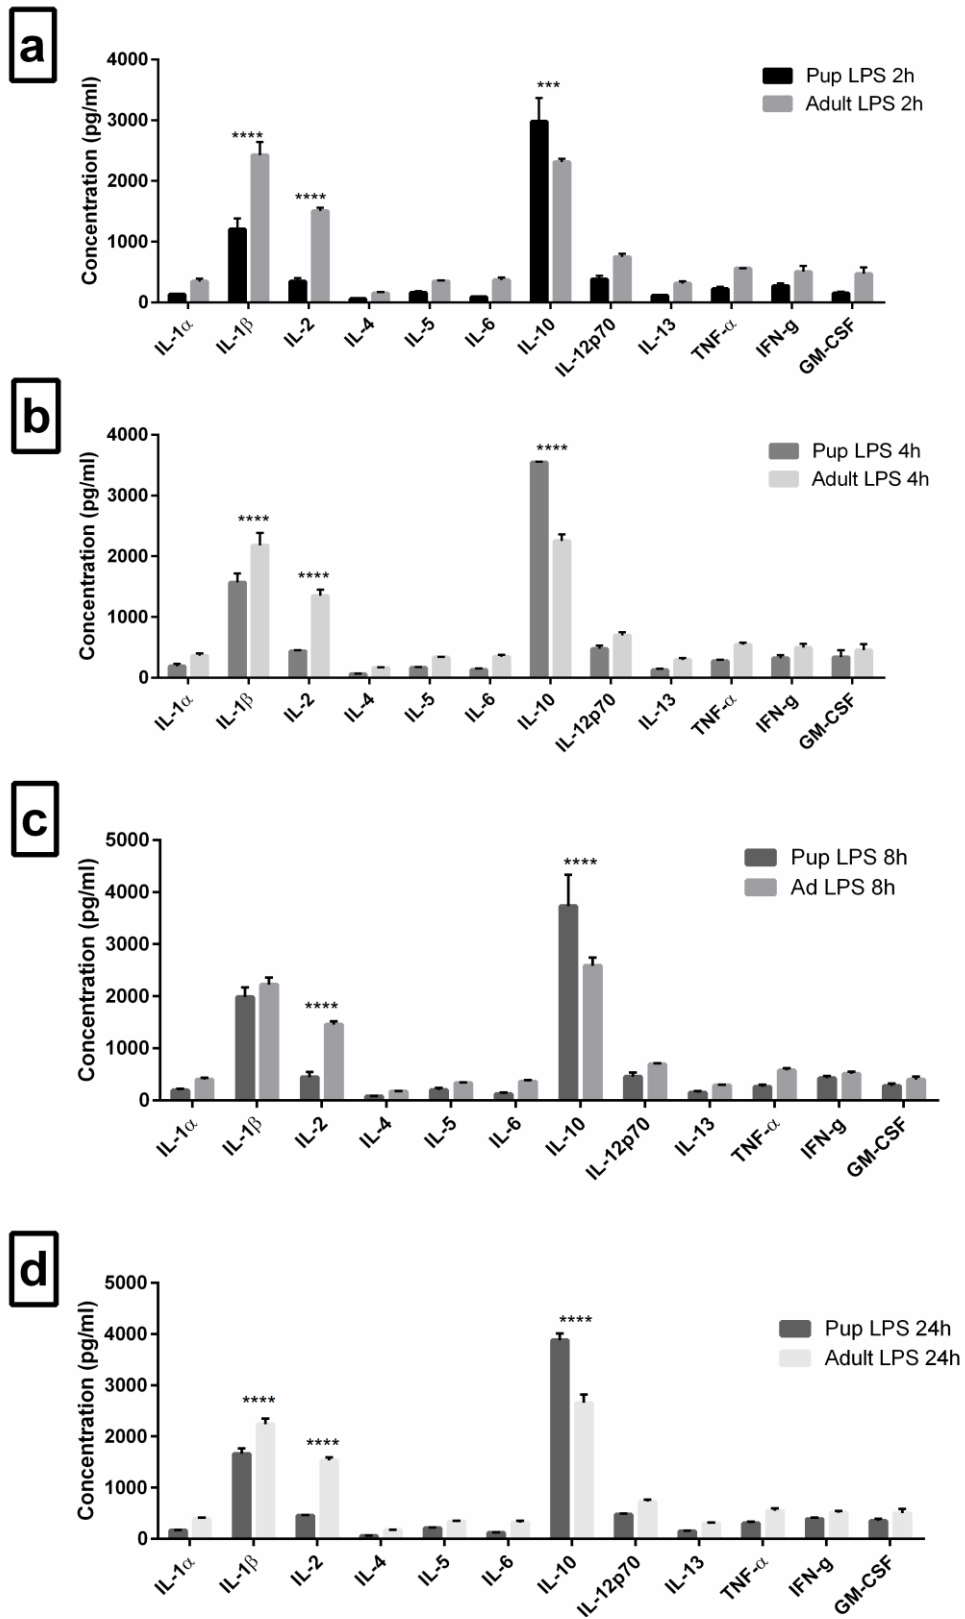 a
Concentration (pg/ml)
4000
3000
2000
1000
0
****
****
***
Pup LPS 2h
Adult LPS 2h
IL-1α
IL-1β
IL-2
IL-4
IL-5
IL-6
IL-10
IL-12p70
IL-13
TNF-α
IFN-g
GM-CSF
b
Concentration (pg/ml)
4000
3000
2000
1000
0
****
****
****
Pup LPS 4h
Adult LPS 4h
IL-1α
IL-1β
IL-2
IL-4
IL-5
IL-6
IL-10
IL-12p70
IL-13
TNF-α
IFN-g
GM-CSF
c
Concentration (pg/ml)
5000
4000
3000
2000
1000
0
****
****
Pup LPS 8h
Ad LPS 8h
IL-1α
IL-1β
IL-2
IL-4
IL-5
IL-6
IL-10
IL-12p70
IL-13
TNF-α
IFN-g
GM-CSF
d
Concentration (pg/ml)
5000
4000
3000
2000
1000
0
****
****
****
Pup LPS 24h
Adult LPS 24h
IL-1α
IL-1β
IL-2
IL-4
IL-5
IL-6
IL-10
IL-12p70
IL-13
TNF-α
IFN-g
GM-CSF